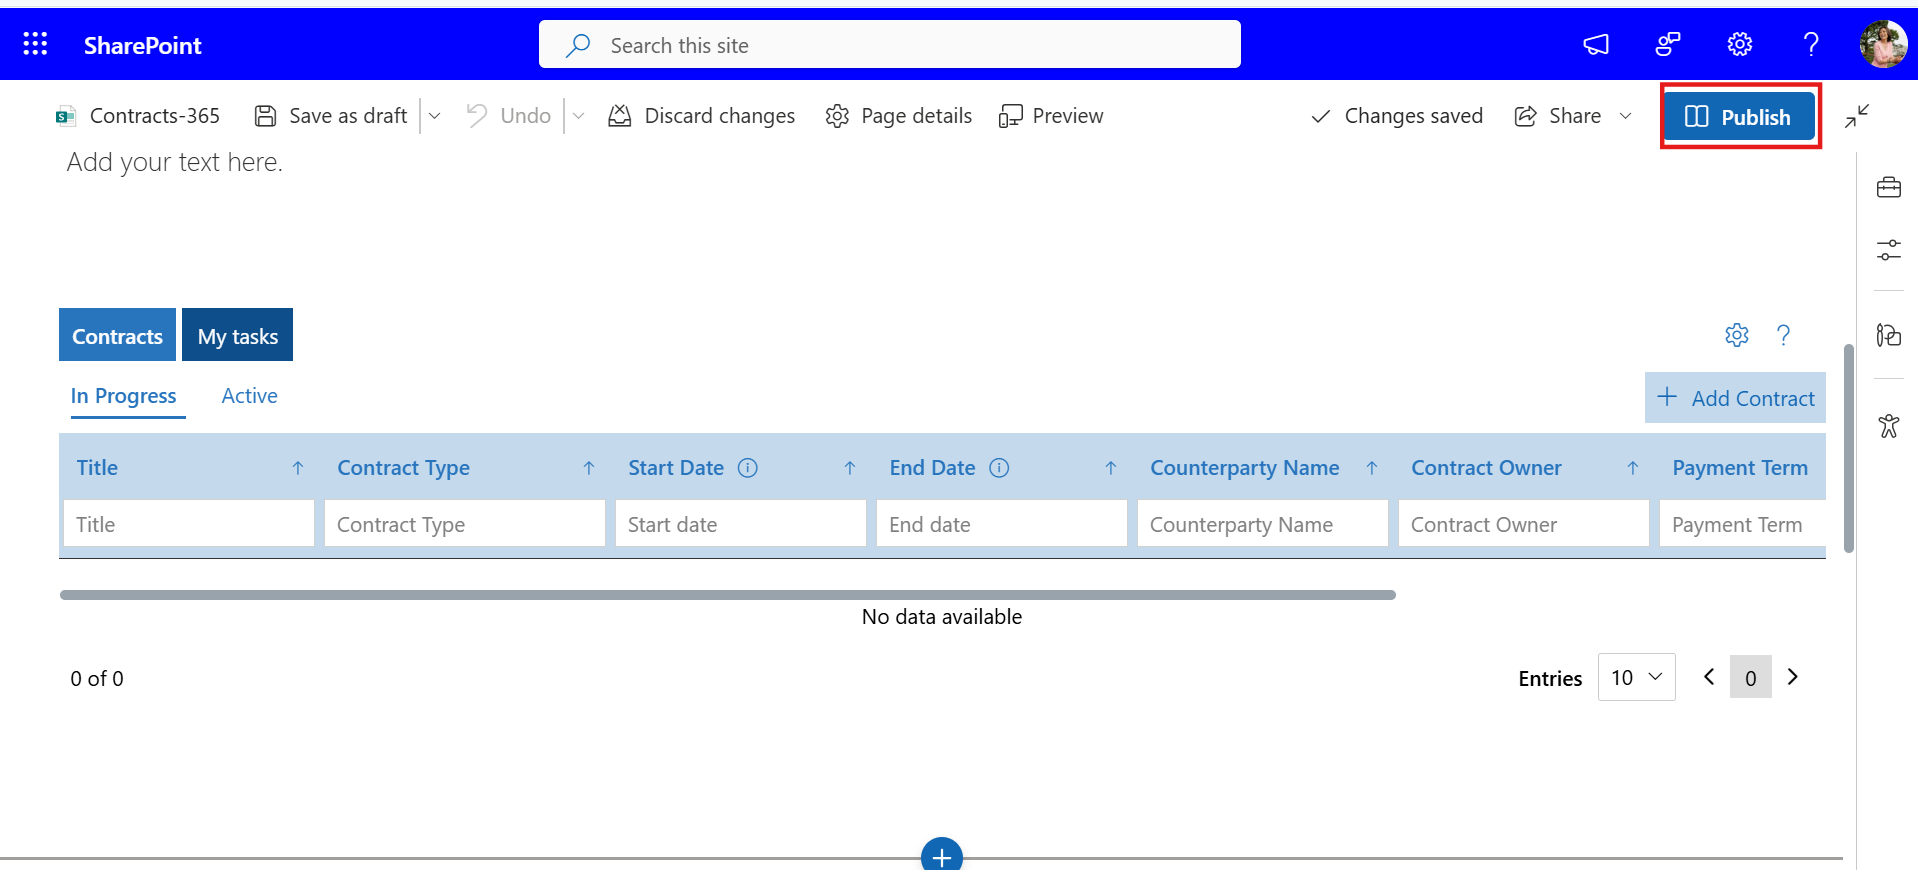 SharePoint
Search this site
Contracts-365 Save as draft Undo Discard changes Page details Preview Changes saved Share Publish
Add your text here.
Contracts My tasks
In Progress Active
+ Add Contract
Title Contract Type Start Date End Date Counterparty Name Contract Owner Payment Term
Title Contract Type Start date End date Counterparty Name Contract Owner Payment Term
No data available
0 of 0 Entries 10 0